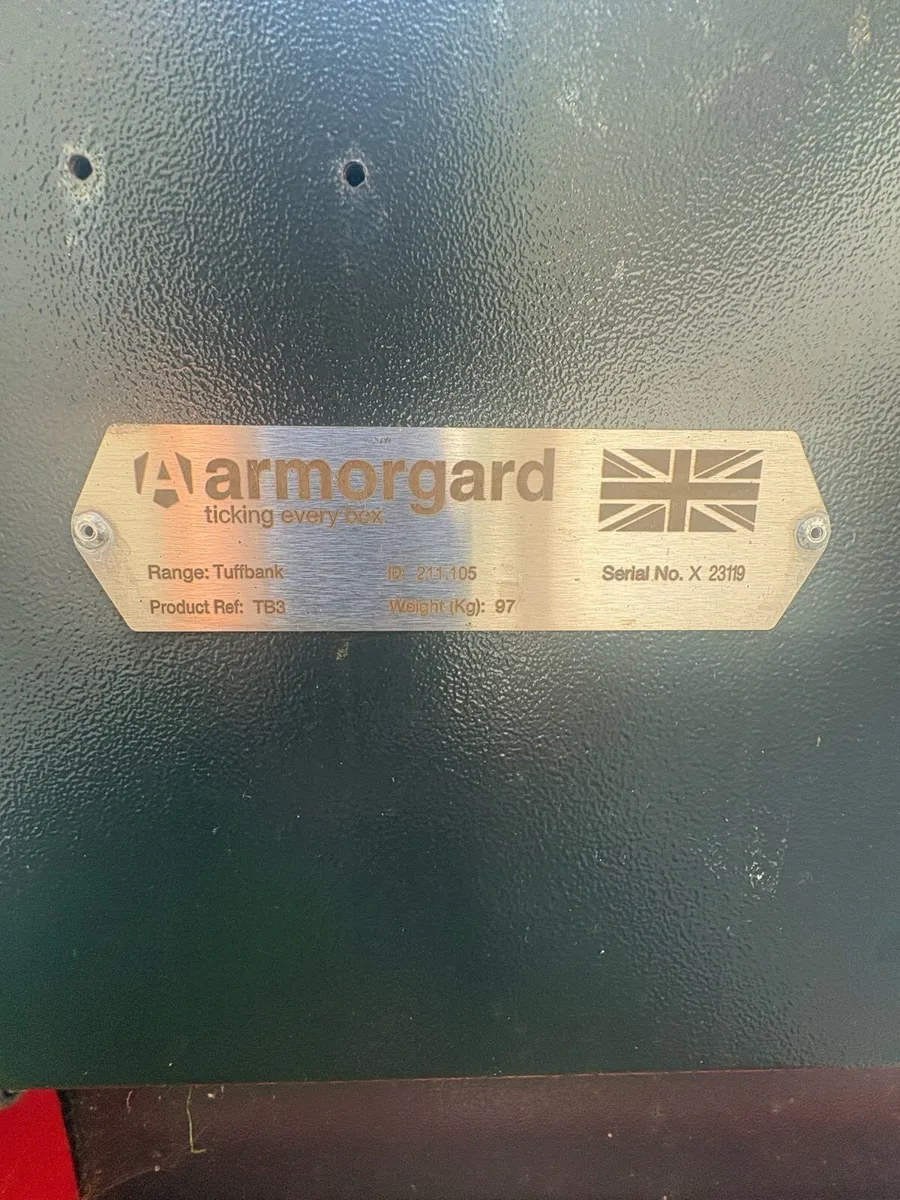 armorgard
ticking every box
Range: Tuffbank ID: 211.105 Serial No. X 23119
Product Ref: TB3 Weight (Kg): 97